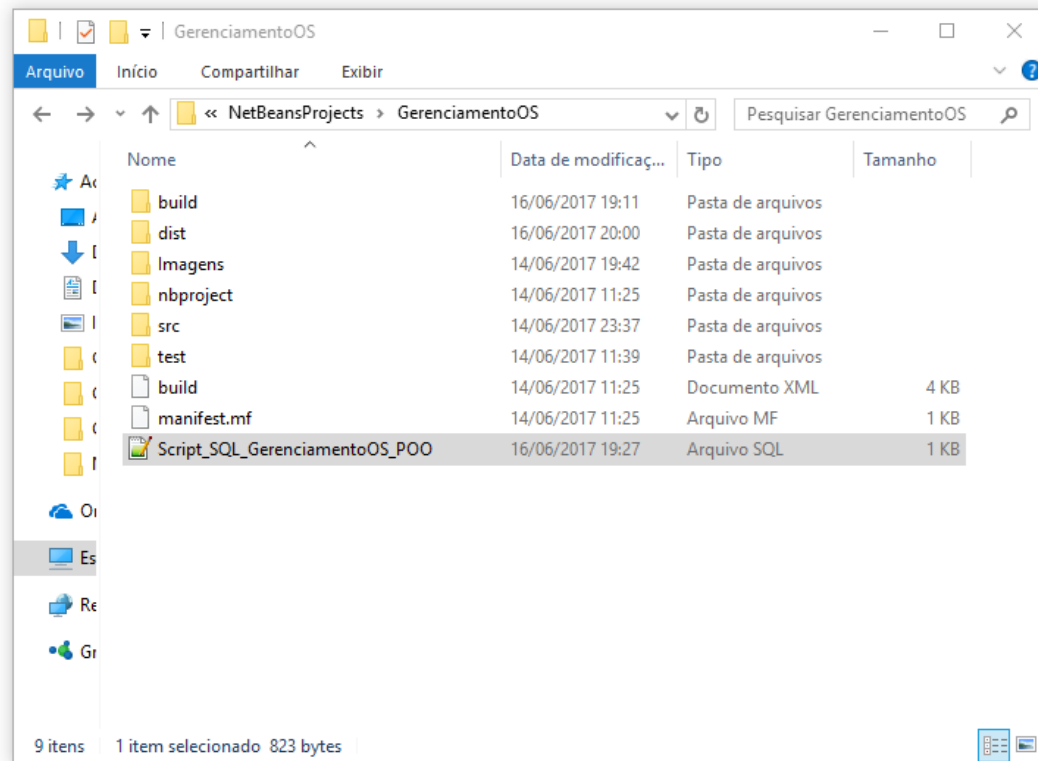 GerenciamentoOS
Arquivo Início Compartilhar Exibir
« NetBeansProjects > GerenciamentoOS Pesquisar GerenciamentoOS
Nome Data de modificaç... Tipo Tamanho
build 16/06/2017 19:11 Pasta de arquivos
dist 16/06/2017 20:00 Pasta de arquivos
Imagens 14/06/2017 19:42 Pasta de arquivos
nbproject 14/06/2017 11:25 Pasta de arquivos
src 14/06/2017 23:37 Pasta de arquivos
test 14/06/2017 11:39 Pasta de arquivos
build 14/06/2017 11:25 Documento XML 4 KB
manifest.mf 14/06/2017 11:25 Arquivo MF 1 KB
Script_SQL_GerenciamentoOS_POO 16/06/2017 19:27 Arquivo SQL 1 KB
Es
Re
Gr
9 itens 1 item selecionado 823 bytes